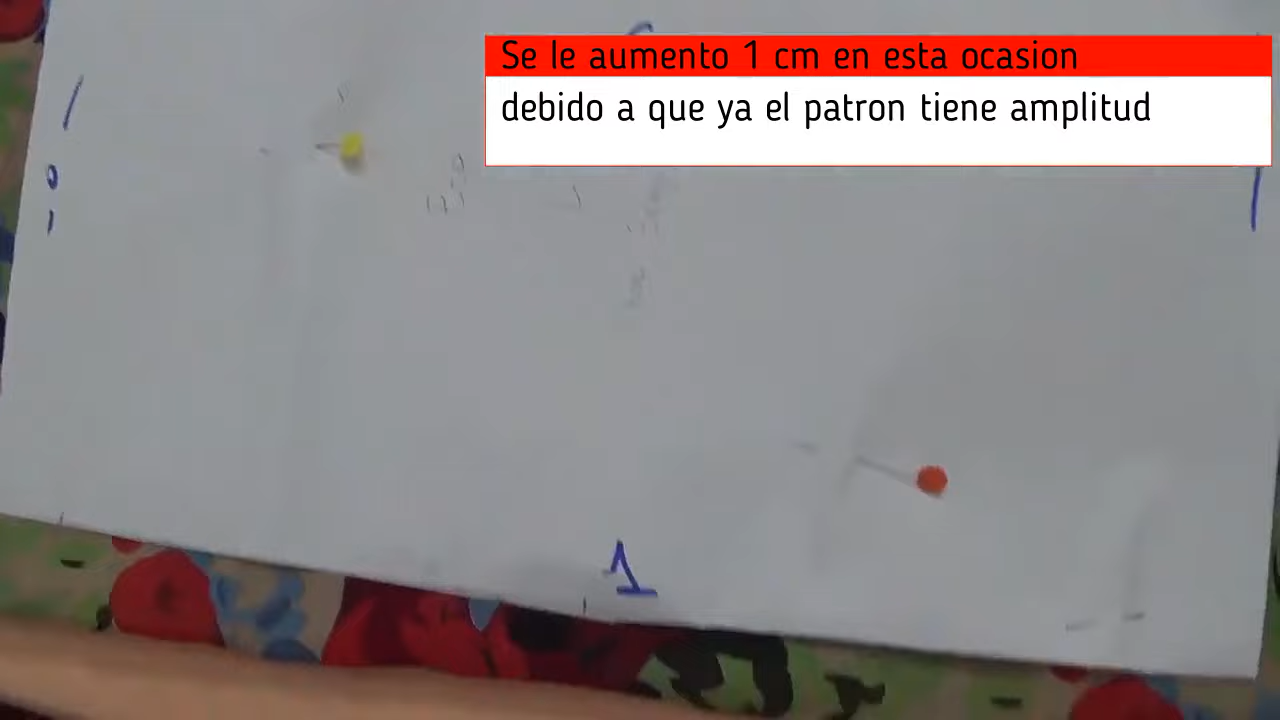 Se le aumento 1 cm en esta ocasion
debido a que ya el patron tiene amplitud
1